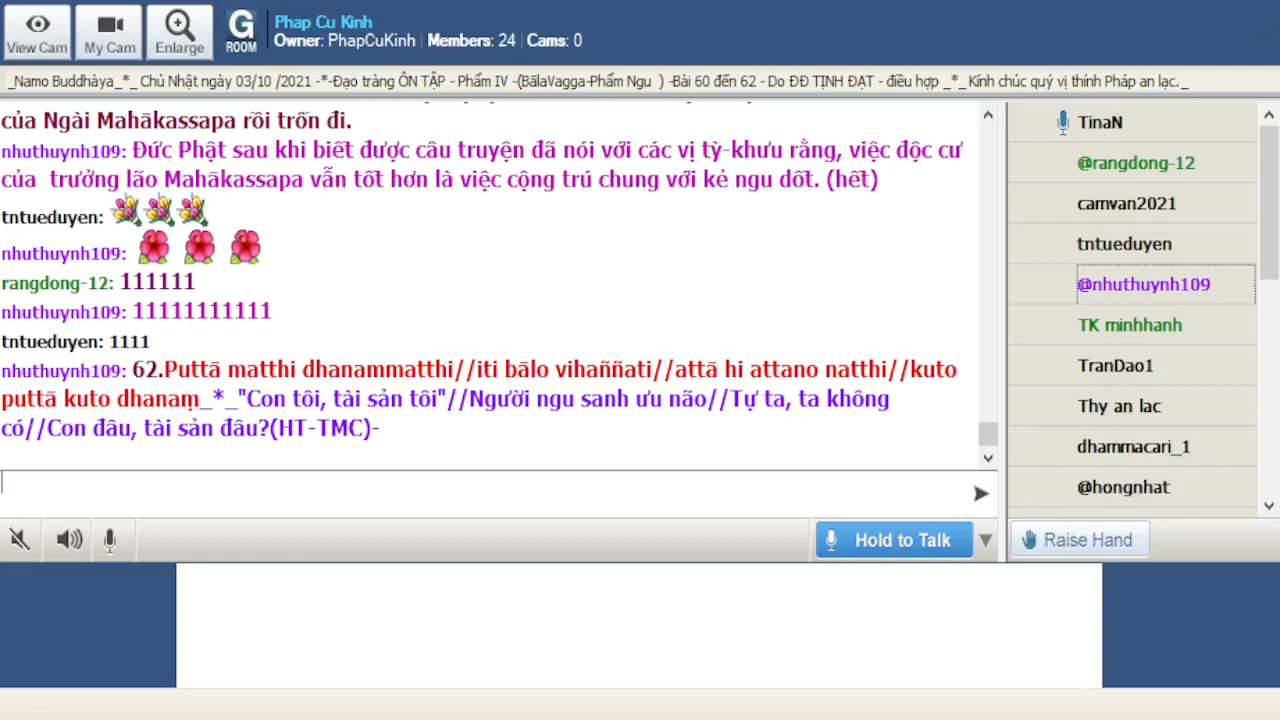 Phap Cu Kinh
View Cam
My Cam
Enlarge
G
ROOM
Owner: PhapCuKinh | Members: 24 | Cams: 0
_Namo Buddhàya_*_ Chủ Nhật ngày 03/10 /2021 -*-Đạo tràng ÔN TẬP - Phẩm IV -(BālaVagga-Phẩm Ngu ) -Bài 60 đến 62 - Do ĐĐ TỊNH ĐẠT - điều hợp _*_ Kính chúc quý vị thính Pháp an lạc._
của Ngài Mahākassapa rồi trốn đi.
nhuthuynh109: Đức Phật sau khi biết được câu truyện đã nói với các vị tỳ-khưu rằng, việc độc cư
của trưởng lão Mahākassapa vẫn tốt hơn là việc cộng trú chung với kẻ ngu dốt. (hết)
tntueduyen:
nhuthuynh109:
rangdong-12: 111111
nhuthuynh109: 11111111111
tntueduyen: 1111
nhuthuynh109: 62.Puttā matthi dhanammatthi//iti bālo vihaññati//attā hi attano natthi//kuto
puttā kuto dhanaṃ_*_"Con tôi, tài sản tôi"//Người ngu sanh ưu não//Tự ta, ta không
có//Con đâu, tài sản đâu?(HT-TMC)-
TinaN
@rangdong-12
camvan2021
tntueduyen
@nhuthuynh109
TK minhhanh
TranDao1
Thy an lac
dhammacari_1
@hongnhat
Hold to Talk
Raise Hand